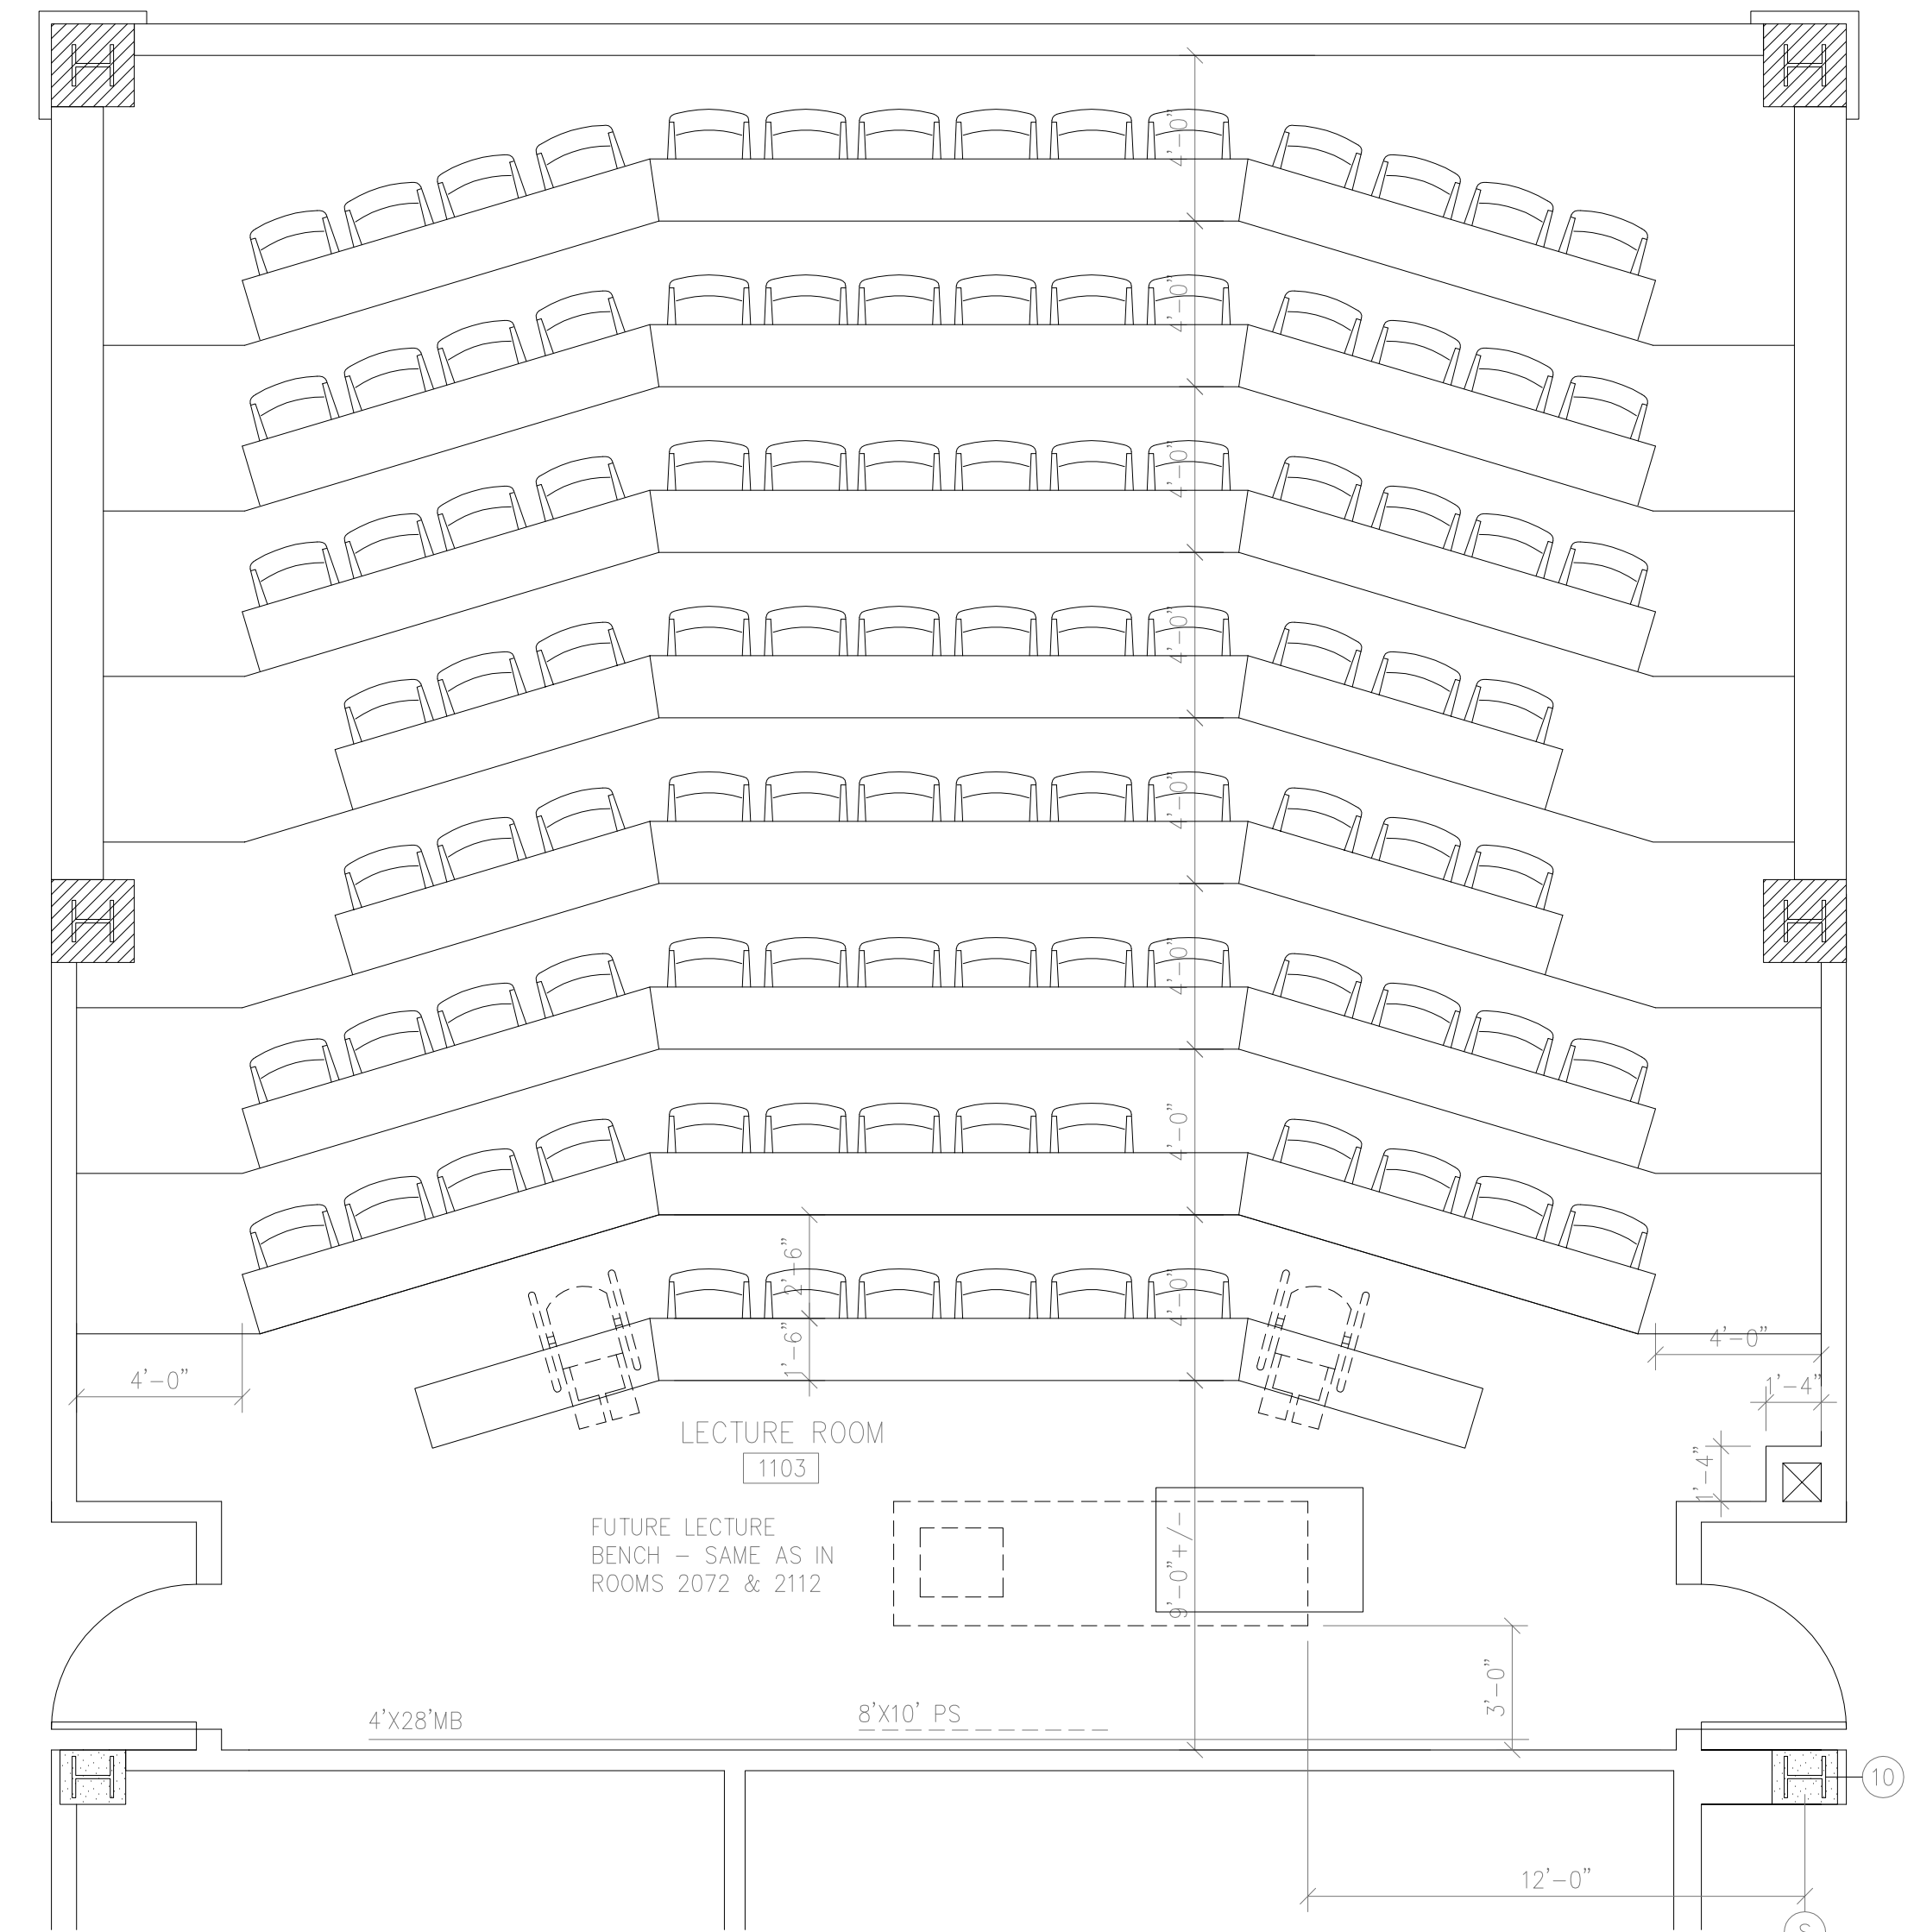 4'-0"
4'-0"
4'-0"
4'-0"
4'-0"
4'-0"
4'-0"
2'-6"
4'-0"
1'-6"
4'-0"
4'-0"
1'-4"
LECTURE ROOM
1103
1'-4"
FUTURE LECTURE
BENCH - SAME AS IN
ROOMS 2072 & 2112
9'-0"+/-
3'-0"
4'X28'MB
8'X10' PS
10
12'-0"
S